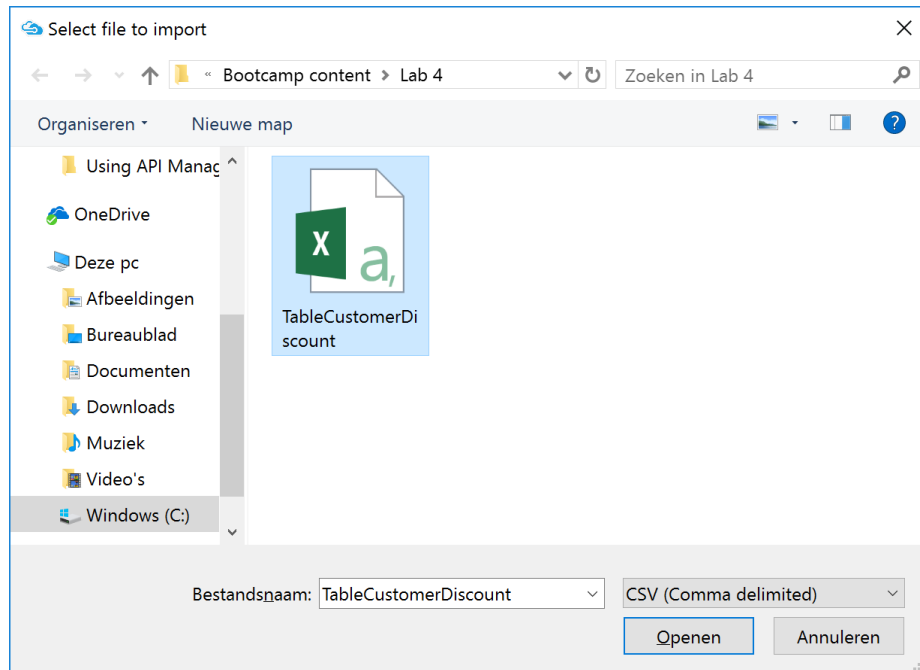 Select file to import
« Bootcamp content > Lab 4
Zoeken in Lab 4
Organiseren
Nieuwe map
?
Using API Manag
OneDrive
Deze pc
Afbeeldingen
Bureaublad
Documenten
Downloads
Muziek
Video's
Windows (C:)
X
a,
TableCustomerDi
scount
Bestandsnaam: TableCustomerDiscount
CSV (Comma delimited)
Openen
Annuleren